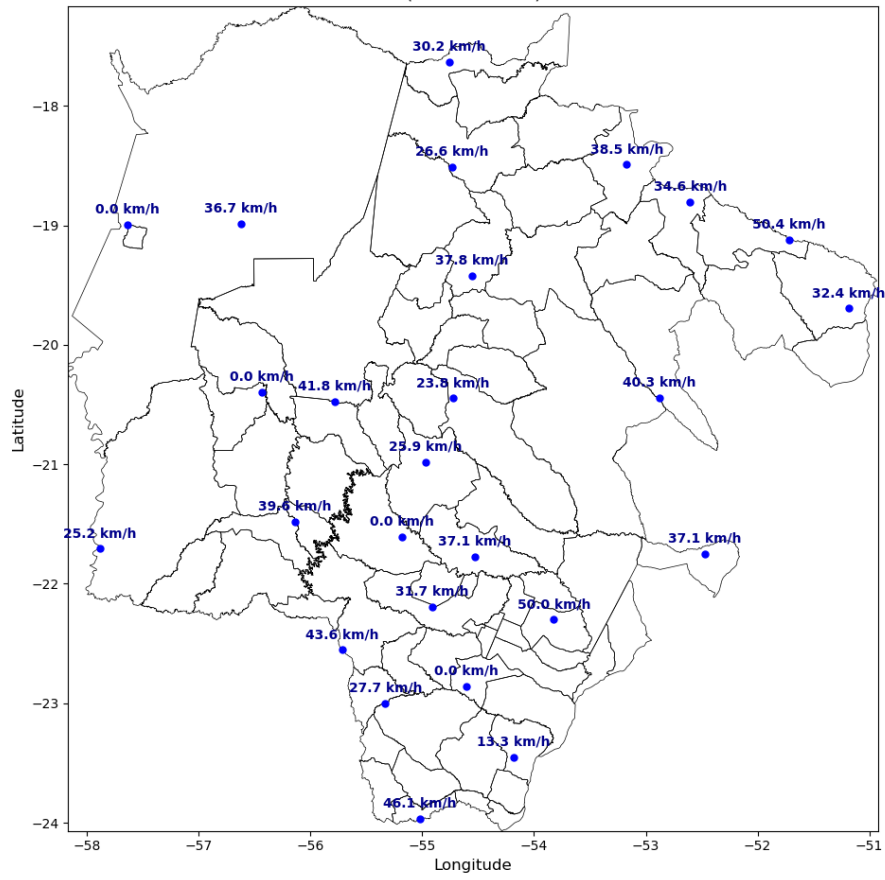 30.2 km/h
26.6 km/h
38.5 km/h
34.6 km/h
0.0 km/h
36.7 km/h
50.4 km/h
37.8 km/h
32.4 km/h
0.0 km/h
41.8 km/h
23.8 km/h
40.3 km/h
25.9 km/h
39.6 km/h
0.0 km/h
25.2 km/h
37.1 km/h
37.1 km/h
31.7 km/h
50.0 km/h
43.6 km/h
0.0 km/h
27.7 km/h
13.3 km/h
46.1 km/h
−18
−19
−20
−21
−22
−23
−24
Latitude
−58
−57
−56
−55
−54
−53
−52
−51
Longitude